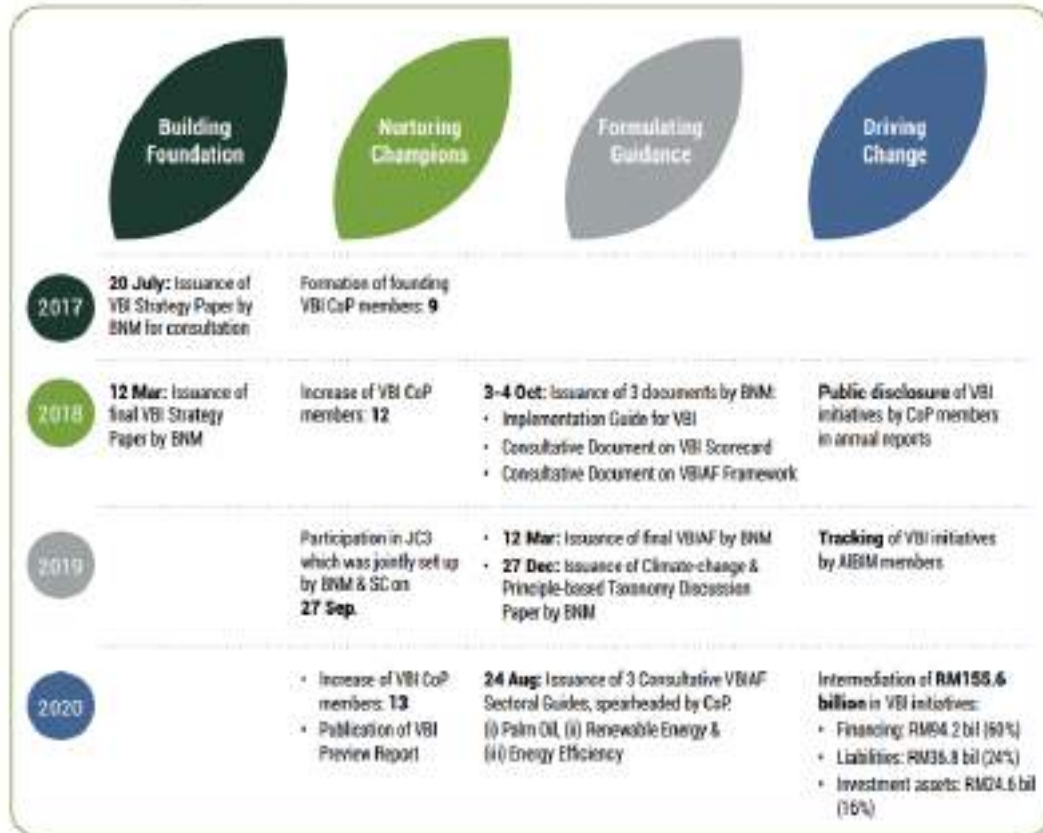 Building
Foundation
Nurturing
Champions
Formulating
Guidance
Driving
Change
2017
20 July: Issuance of
VBI Strategy Paper by
BNM for consultation
Formation of founding
VBI CoP members: 9
2018
12 Mar: Issuance of
final VBI Strategy
Paper by BNM
Increase of VBI CoP
members: 12
3-4 Oct: Issuance of 3 documents by BNM:
• Implementation Guide for VBI
• Consultative Document on VBI Scorecard
• Consultative Document on VBIAF Framework
Public disclosure of VBI
initiatives by CoP members
in annual reports
2019
Participation in JC3
which was jointly set up
by BNM & SC on
27 Sep.
• 12 Mar: Issuance of final VBIAF by BNM
• 27 Dec: Issuance of Climate-change &
Principle-based Taxonomy Discussion
Paper by BNM
Tracking of VBI initiatives
by AIBIM members
2020
• Increase of VBI CoP
members: 13
• Publication of VBI
Preview Report
24 Aug: Issuance of 3 Consultative VBIAF
Sectoral Guides, spearheaded by CoP.
(i) Palm Oil, (ii) Renewable Energy &
(iii) Energy Efficiency
Intermediation of RM155.6
billion in VBI initiatives:
• Financing: RM94.2 bil (60%)
• Liabilities: RM36.8 bil (24%)
• Investment assets: RM24.6 bil
(16%)